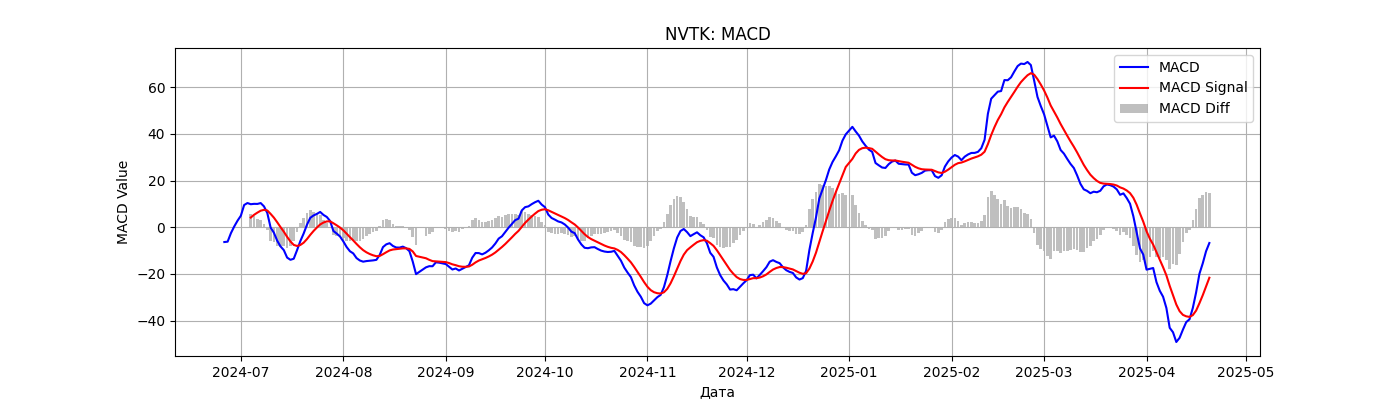 NVTK: MACD
MACD Value
60
40
20
0
−20
−40
MACD
MACD Signal
MACD Diff
2024-07 2024-08 2024-09 2024-10 2024-11 2024-12 2025-01 2025-02 2025-03 2025-04 2025-05
Дата